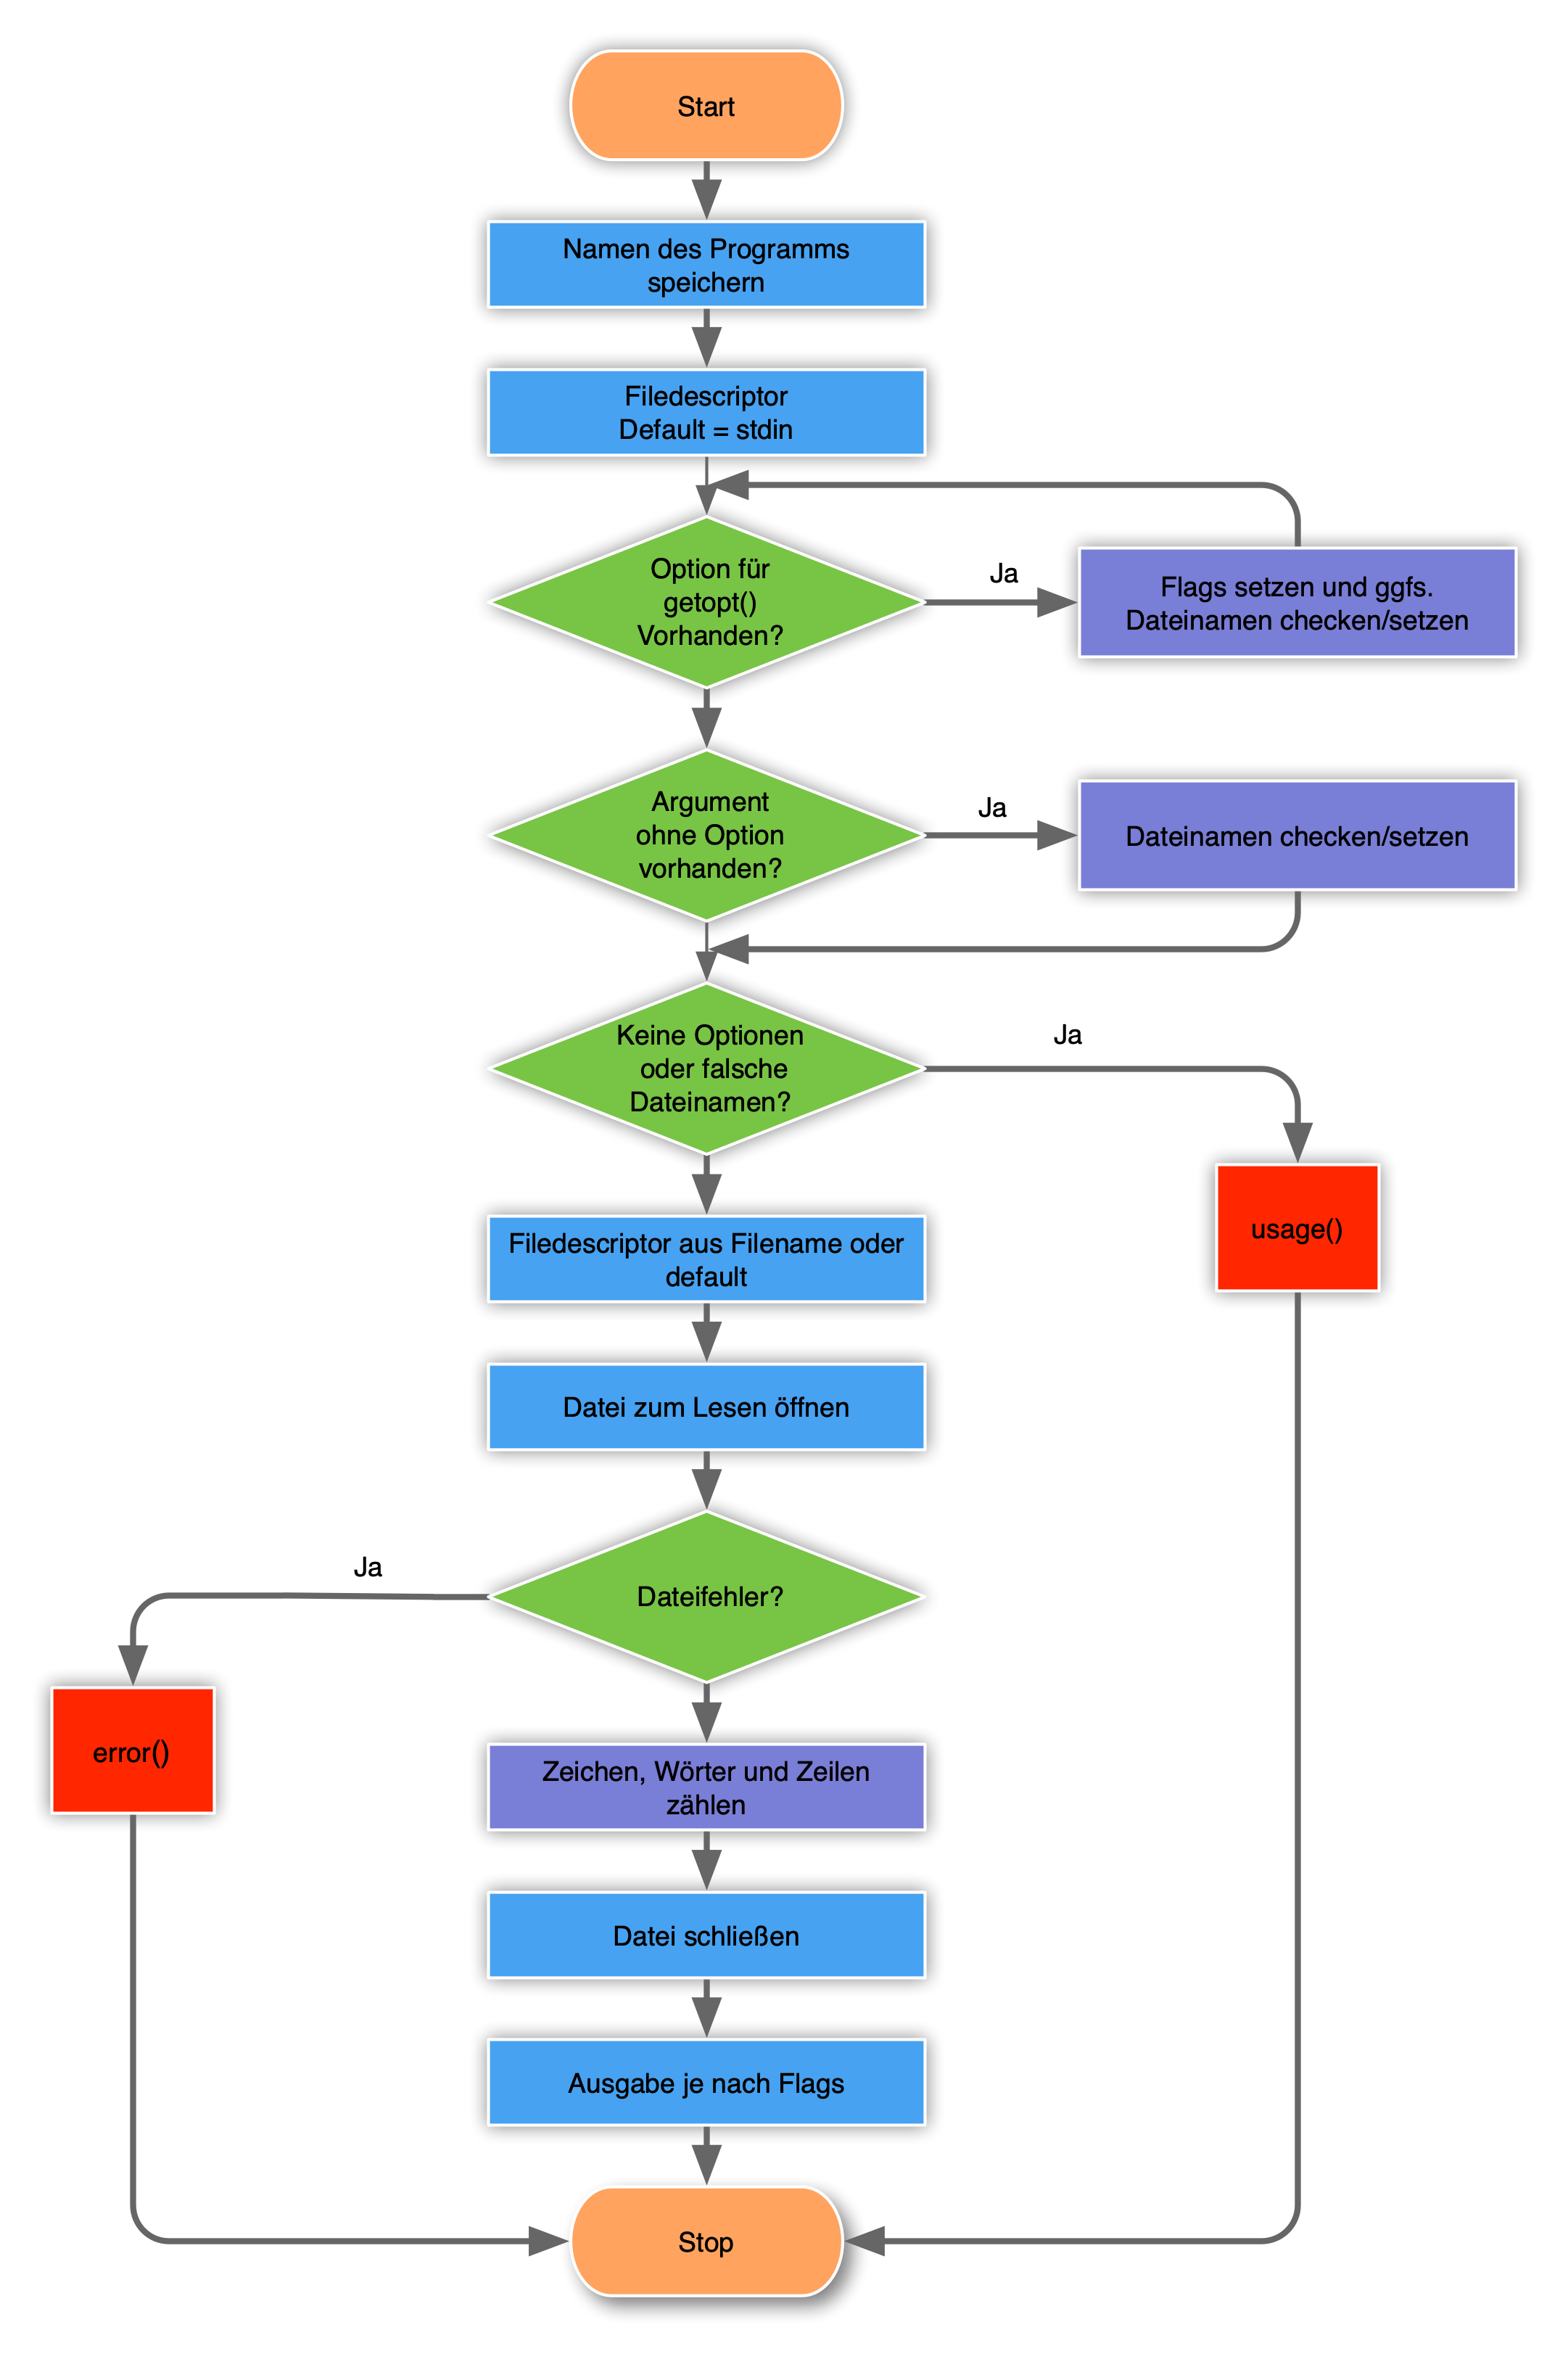 Start
Namen des Programms
speichern
Filedescriptor
Default = stdin
Option für
getopt()
Vorhanden?
Ja
Flags setzen und ggfs.
Dateinamen checken/setzen
Argument
ohne Option
vorhanden?
Ja
Dateinamen checken/setzen
Keine Optionen
oder falsche
Dateinamen?
Ja
usage()
Filedescriptor aus Filename oder
default
Datei zum Lesen öffnen
Dateifehler?
Ja
error()
Zeichen, Wörter und Zeilen
zählen
Datei schließen
Ausgabe je nach Flags
Stop